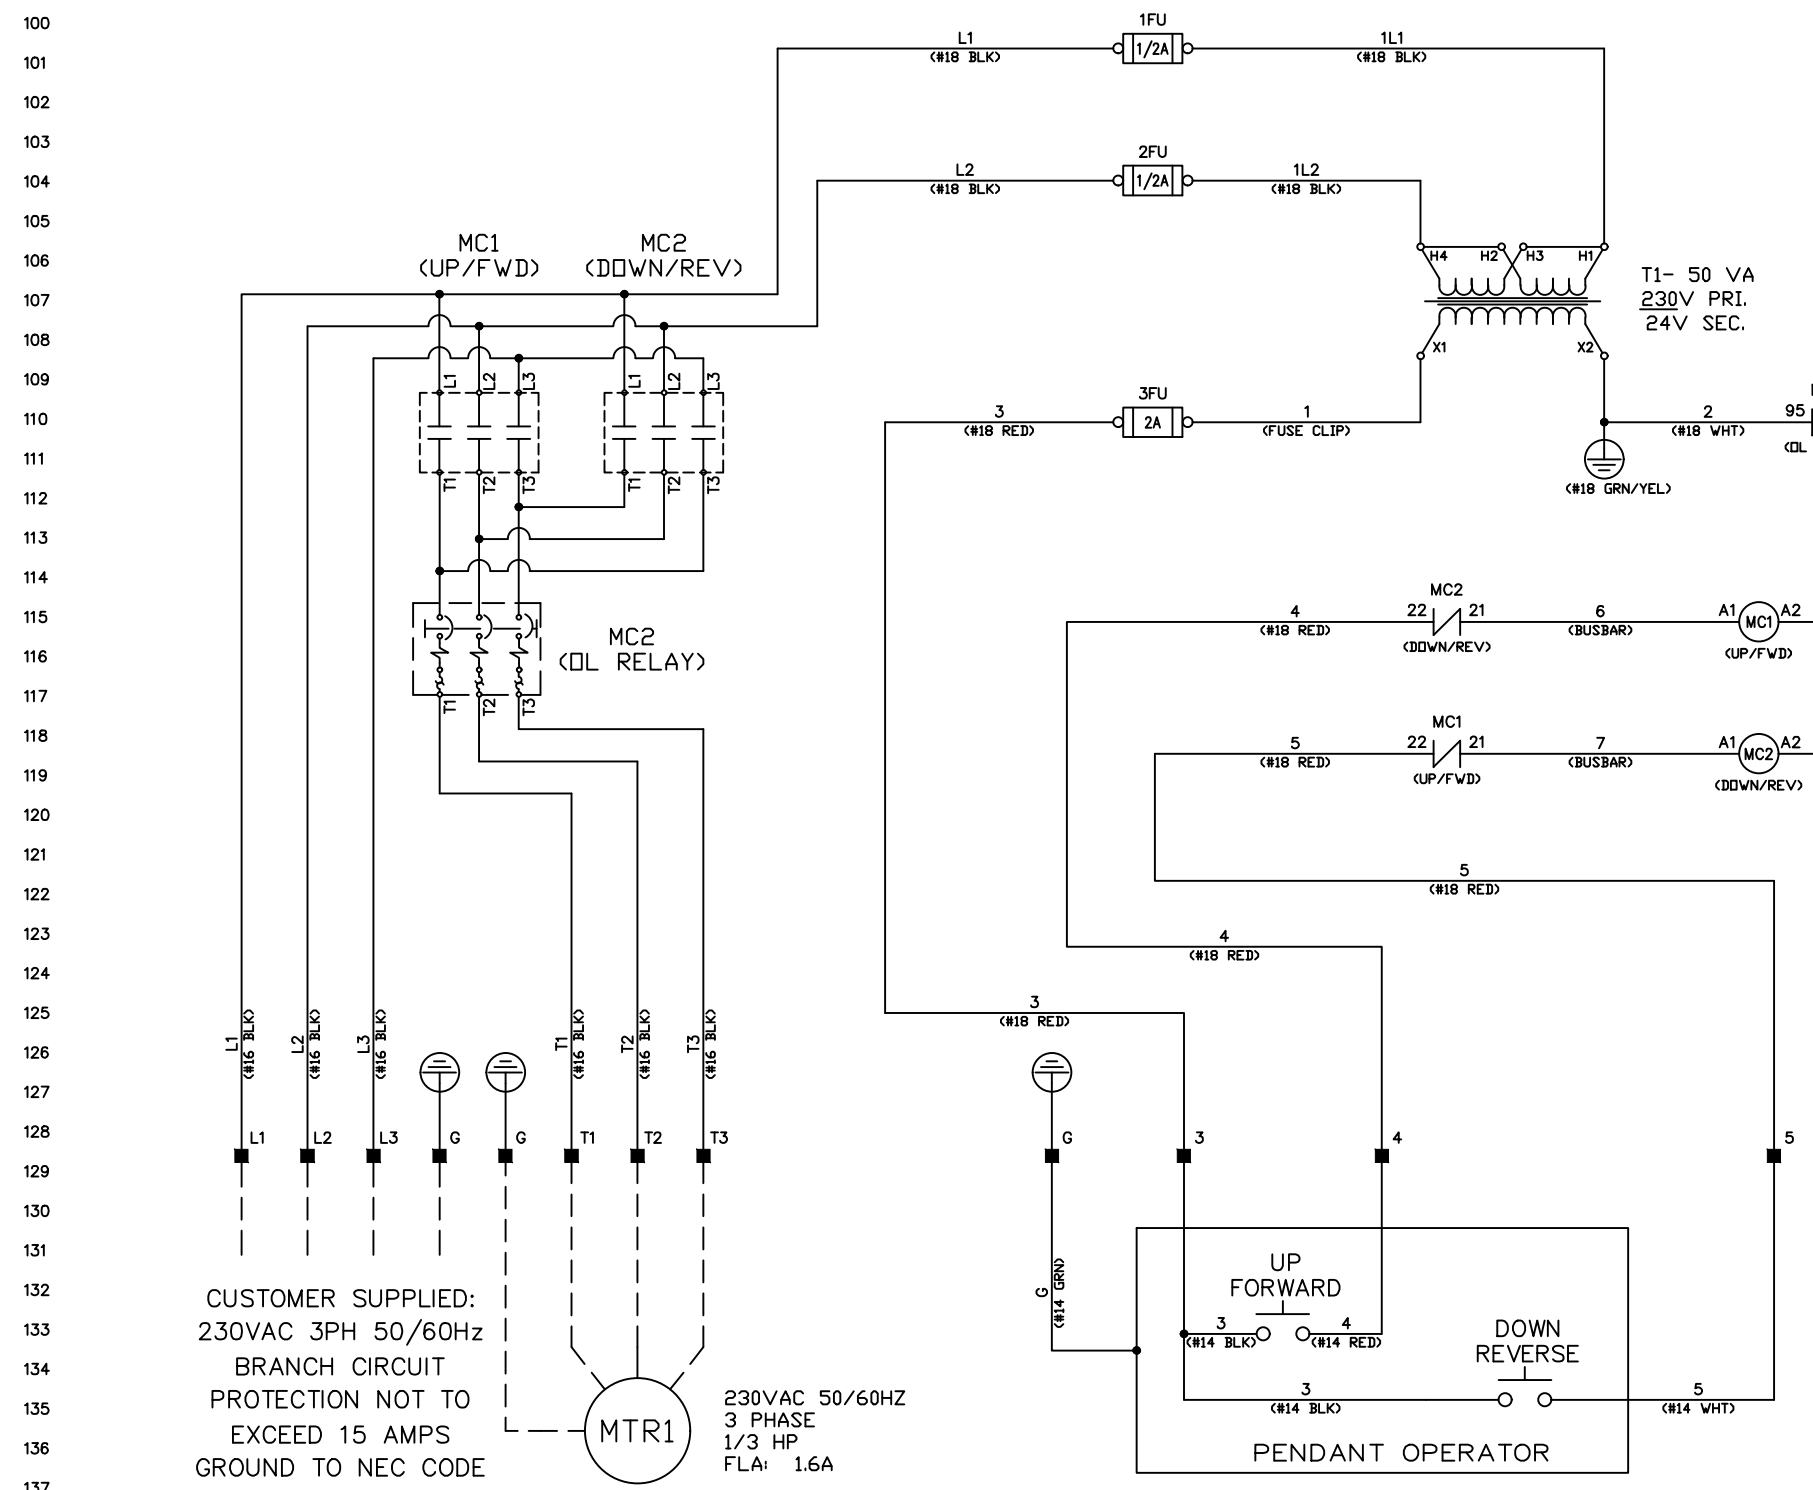 100
101
102
103
104
105
106
107
108
109
110
111
112
113
114
115
116
117
118
119
120
121
122
123
124
125
126
127
128
129
130
131
132
133
134
135
136
137
1FU
L1
1/2A
1L1
(#18 BLK)
(#18 BLK)
2FU
L2
1/2A
1L2
(#18 BLK)
(#18 BLK)
MC1
(UP/FWD)
MC2
(DOWN/REV)
H4
H2
H3
H1
T1- 50 VA
230V PRI.
24V SEC.
X1
X2
L1
L2
L3
L1
L2
L3
T1
T2
T3
T1
T2
T3
3FU
3
2A
1
(#18 RED)
(FUSE CLIP)
2
(#18 WHT)
95
(OL
(#18 GRN/YEL)
MC2
4
22
21
6
A1
MC1
A2
(#18 RED)
(DOWN/REV)
(BUSBAR)
(UP/FWD)
MC2
(OL RELAY)
T1
T2
T3
MC1
5
22
21
7
A1
MC2
A2
(#18 RED)
(UP/FWD)
(BUSBAR)
(DOWN/REV)
5
(#18 RED)
4
(#18 RED)
3
(#18 RED)
L1
(#16 BLK)
L2
(#16 BLK)
L3
(#16 BLK)
T1
(#16 BLK)
T2
(#16 BLK)
T3
(#16 BLK)
L1
L2
L3
G
G
T1
T2
T3
G
3
4
5
G
(#14 GRN)
UP
FORWARD
3
(#14 BLK)
4
(#14 RED)
DOWN
REVERSE
3
(#14 BLK)
5
(#14 WHT)
PENDANT OPERATOR
CUSTOMER SUPPLIED:
230VAC 3PH 50/60Hz
BRANCH CIRCUIT
PROTECTION NOT TO
EXCEED 15 AMPS
GROUND TO NEC CODE
MTR1
230VAC 50/60HZ
3 PHASE
1/3 HP
FLA: 1.6A